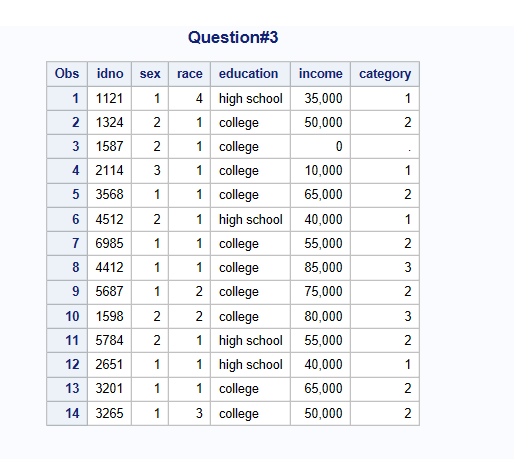 Question#3
Obs idno sex race education income category
1 1121 1 4 high school 35,000 1
2 1324 2 1 college 50,000 2
3 1587 2 1 college 0 .
4 2114 3 1 college 10,000 1
5 3568 1 1 college 65,000 2
6 4512 2 1 high school 40,000 1
7 6985 1 1 college 55,000 2
8 4412 1 1 college 85,000 3
9 5687 1 2 college 75,000 2
10 1598 2 2 college 80,000 3
11 5784 2 1 high school 55,000 2
12 2651 1 1 high school 40,000 1
13 3201 1 1 college 65,000 2
14 3265 1 3 college 50,000 2